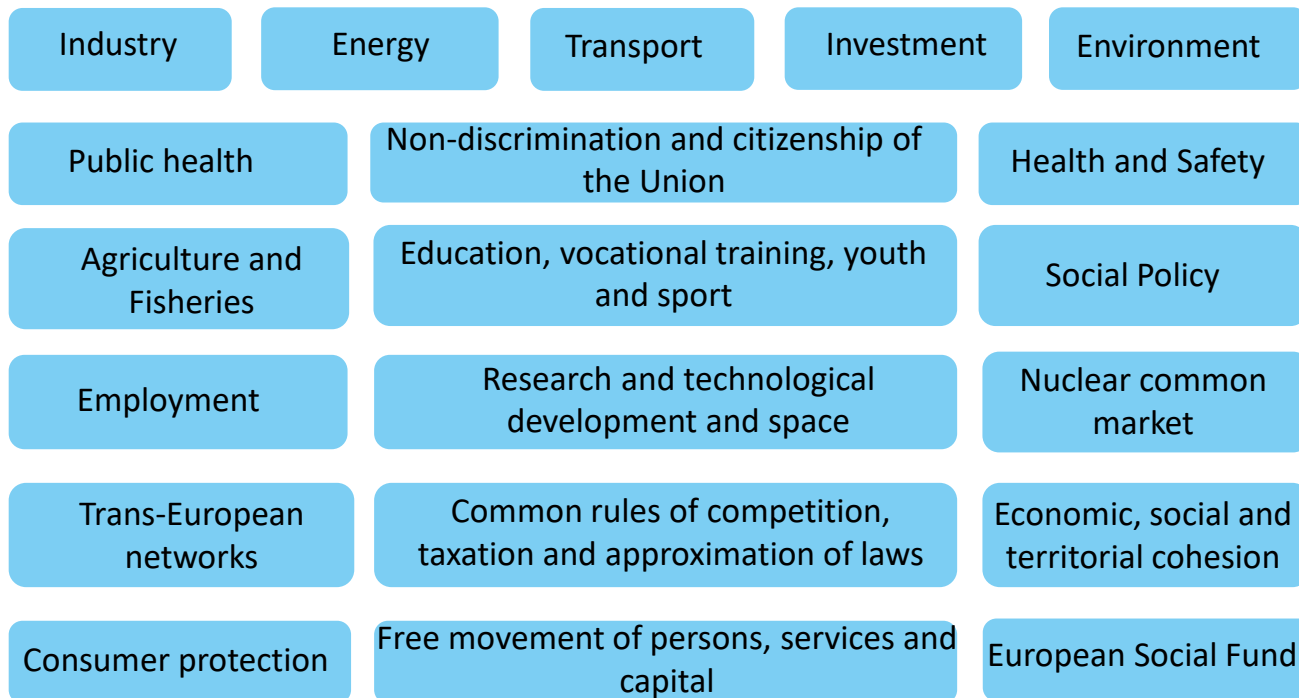 Industry
Energy
Transport
Investment
Environment
Public health
Non-discrimination and citizenship of
the Union
Health and Safety
Agriculture and
Fisheries
Education, vocational training, youth
and sport
Social Policy
Employment
Research and technological
development and space
Nuclear common
market
Trans-European
networks
Common rules of competition,
taxation and approximation of laws
Economic, social and
territorial cohesion
Consumer protection
Free movement of persons, services and
capital
European Social Fund